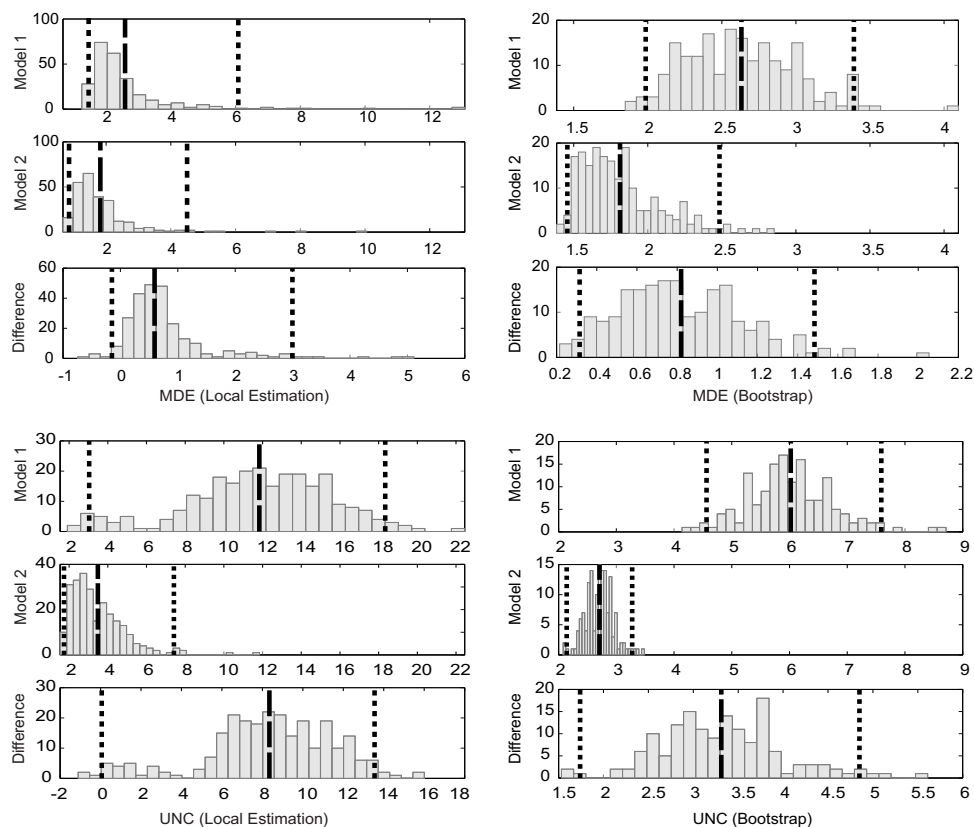 100
50
0
Model 1
2 4 6 8 10 12
100
50
0
Model 2
2 4 6 8 10 12
60
40
20
0
Difference
-1 0 1 2 3 4 5 6
MDE (Local Estimation)
20
10
0
Model 1
1.5 2 2.5 3 3.5 4
20
10
0
Model 2
1.5 2 2.5 3 3.5 4
20
10
0
Difference
0.2 0.4 0.6 0.8 1 1.2 1.4 1.6 1.8 2 2.2
MDE (Bootstrap)
30
20
10
0
Model 1
2 4 6 8 10 12 14 16 18 20 22
40
20
0
Model 2
2 4 6 8 10 12 14 16 18 20 22
30
20
10
0
Difference
-2 0 2 4 6 8 10 12 14 16 18
UNC (Local Estimation)
20
15
10
5
0
Model 1
2 3 4 5 6 7 8 9
15
10
5
0
Model 2
2 3 4 5 6 7 8 9
20
15
10
5
0
Difference
1.5 2 2.5 3 3.5 4 4.5 5 5.5 6
UNC (Bootstrap)